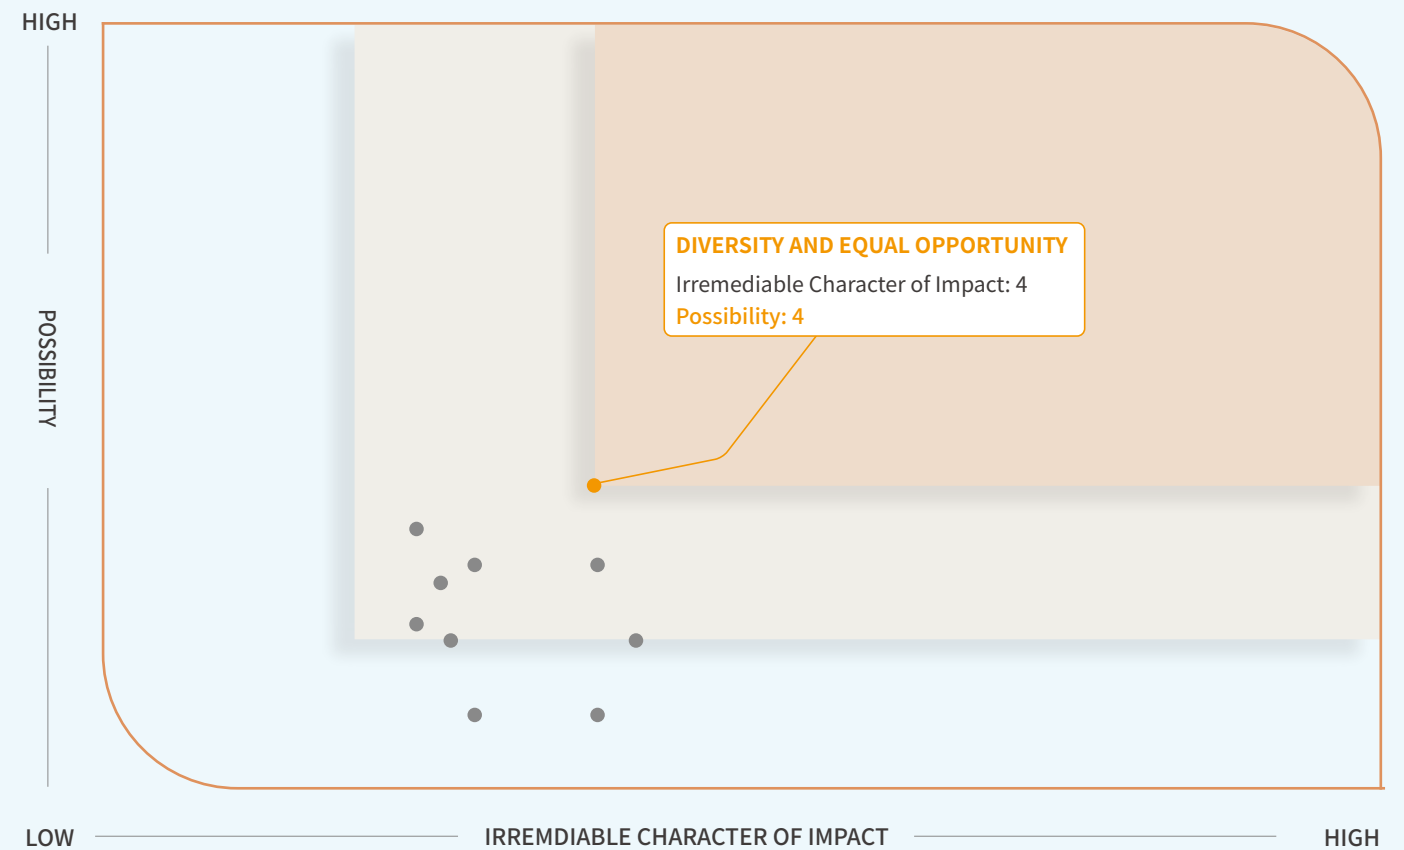 HIGH
DIVERSITY AND EQUAL OPPORTUNITY
Irremediable Character of Impact: 4
Possibility: 4
POSSIBILITY
LOW
IRREMDIABLE CHARACTER OF IMPACT
HIGH